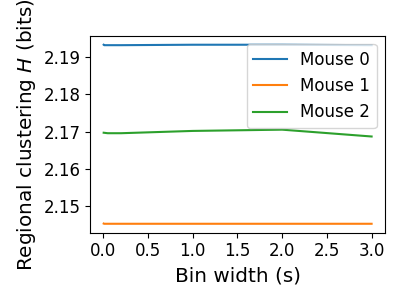 Regional clustering H (bits)
2.19
2.18
2.17
2.16
2.15
Mouse 0
Mouse 1
Mouse 2
0.0 0.5 1.0 1.5 2.0 2.5 3.0
Bin width (s)